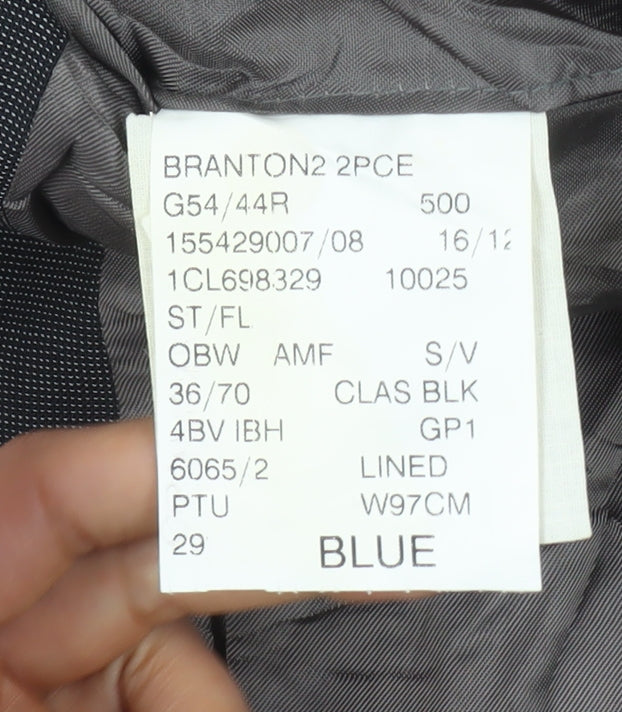 BRANTON2 2PCE
G54/44R 500
155429007/08 16/12
1CL698329 10025
ST/FL
OBW AMF S/V
36/70 CLAS BLK
4BV IBH GP1
6065/2 LINED
PTU W97CM
29 BLUE